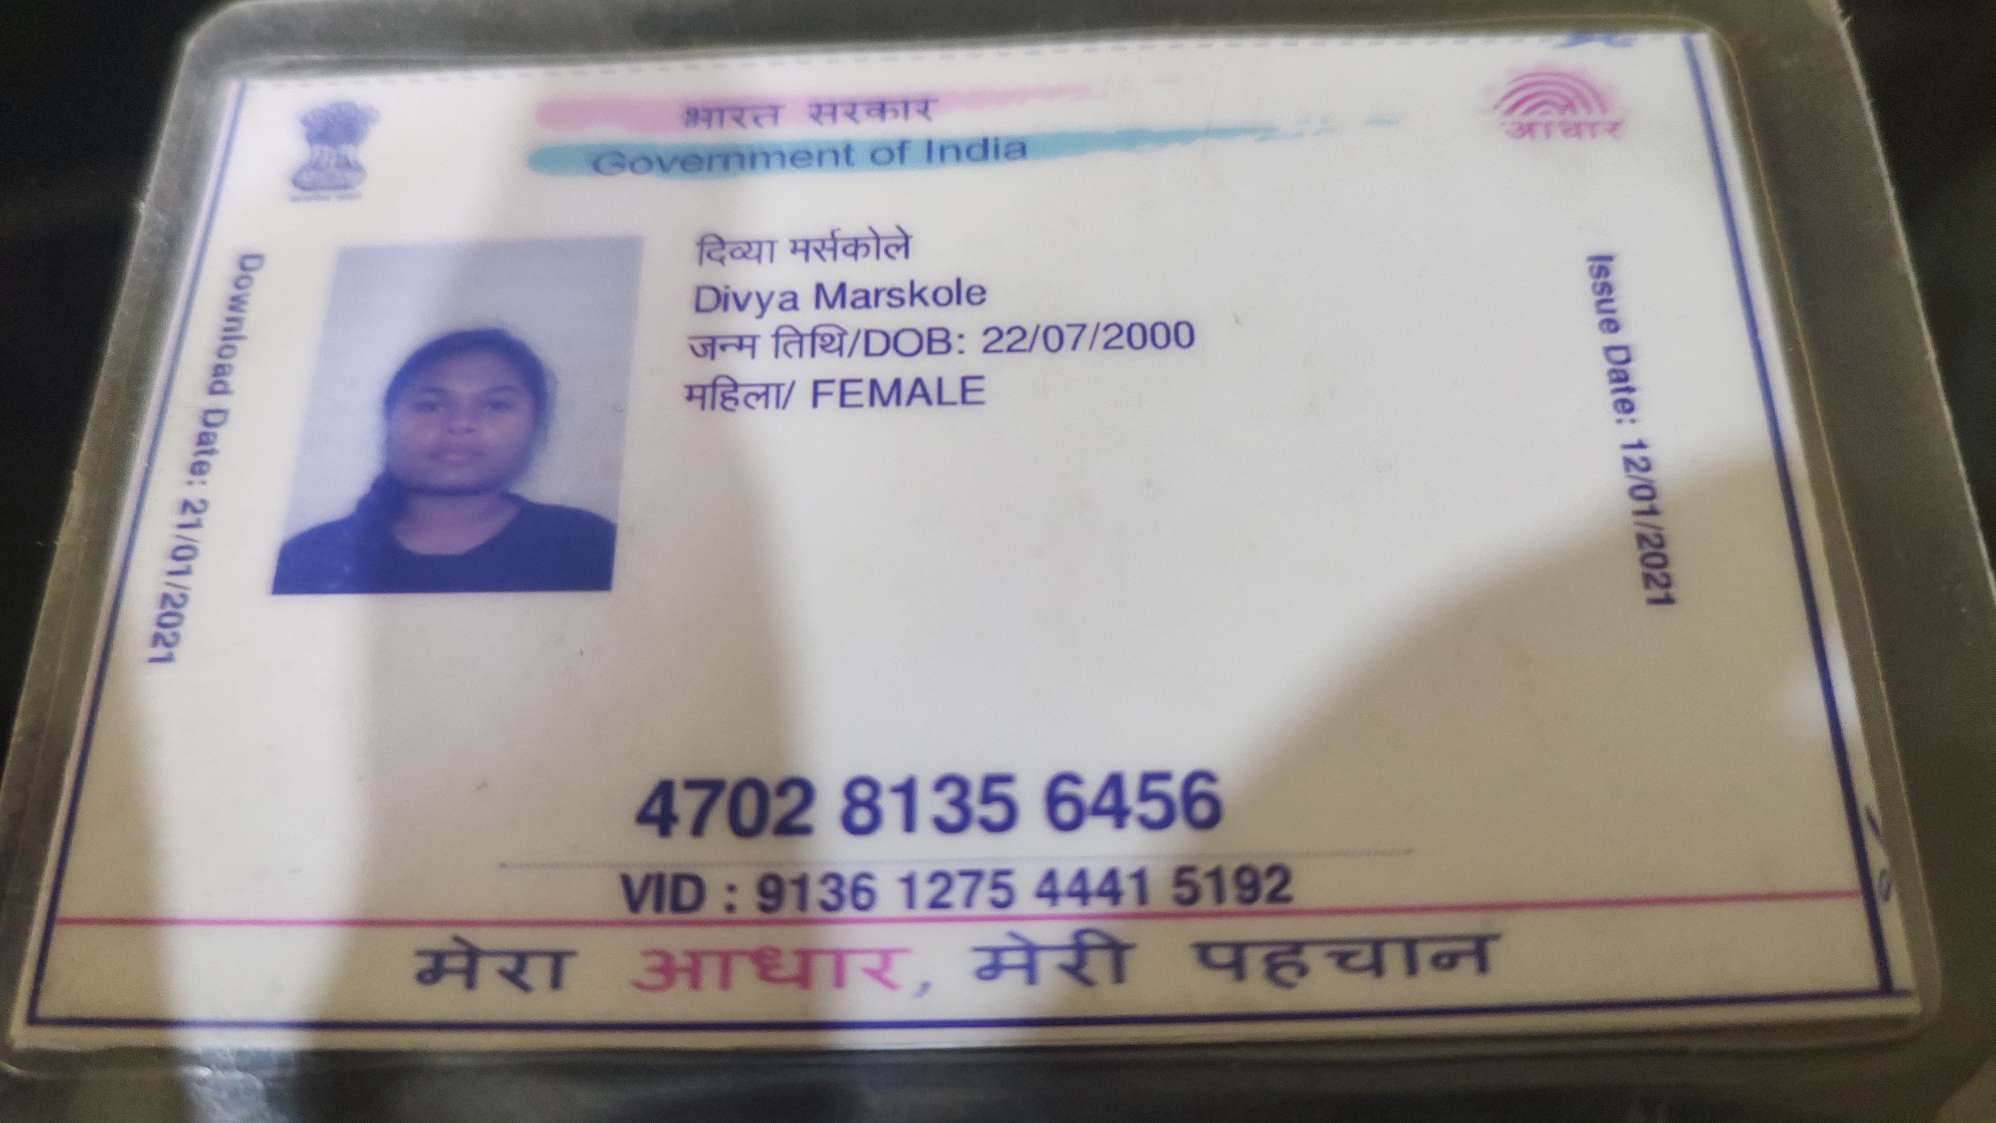 भारत सरकार
Government of India
आधार
दिव्या मर्सकोले
Divya Marskole
जन्म तिथि/DOB: 22/07/2000
महिला/ FEMALE
Download Date: 21/01/2021
Issue Date: 12/01/2021
4702 8135 6456
VID : 9136 1275 4441 5192
मेरा आधार, मेरी पहचान